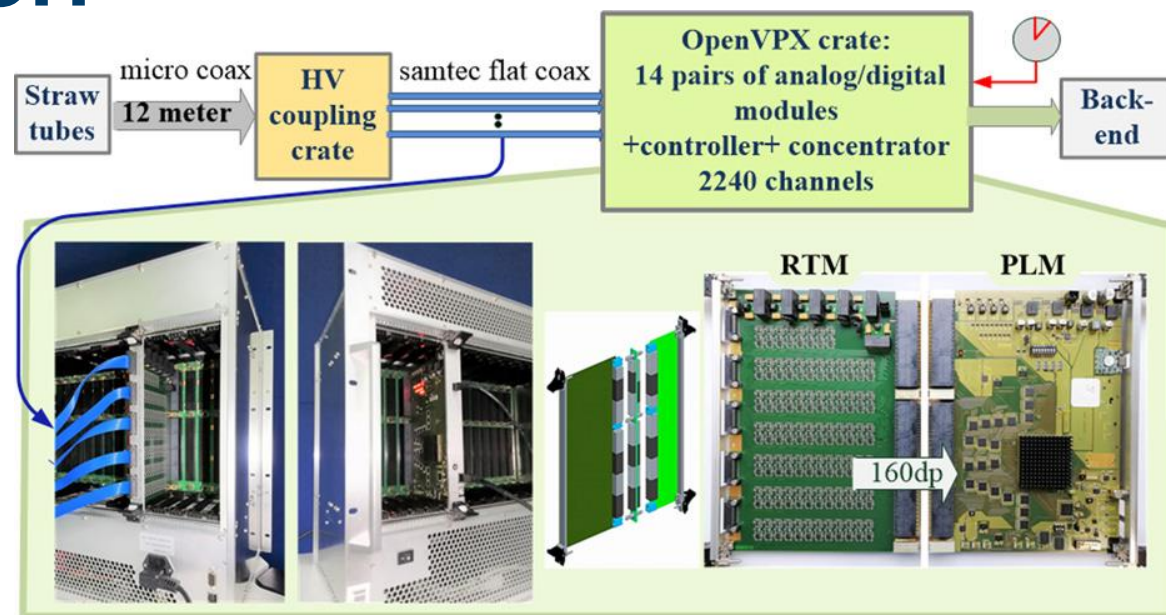 micro coax
Straw
tubes
12 meter
HV
coupling
crate
samtec flat coax
OpenVPX crate:
14 pairs of analog/digital
modules
+controller+ concentrator
2240 channels
Back-
end
RTM
PLM
160dp